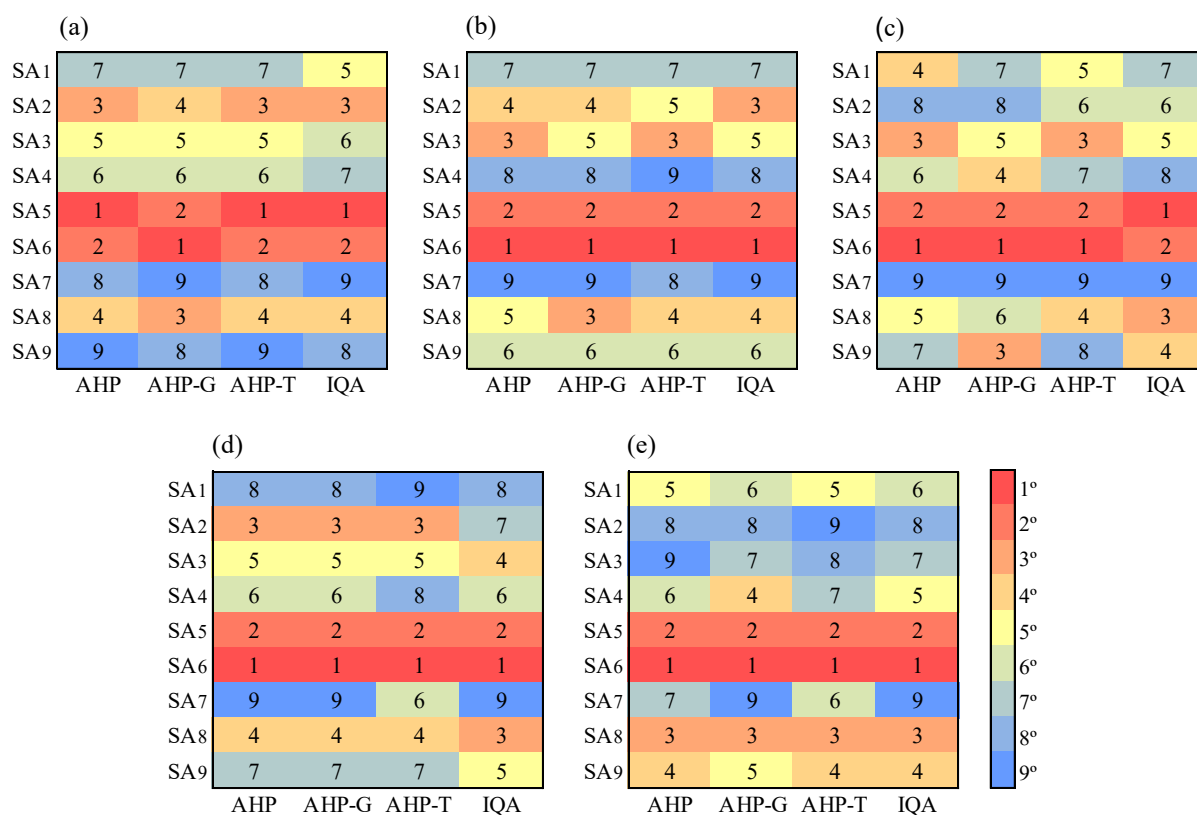 (a)
SA1 7 7 7 5
SA2 3 4 3 3
SA3 5 5 5 6
SA4 6 6 6 7
SA5 1 2 1 1
SA6 2 1 2 2
SA7 8 9 8 9
SA8 4 3 4 4
SA9 9 8 9 8
AHP AHP-G AHP-T IQA
(b)
SA1 7 7 7 7
SA2 4 4 5 3
SA3 3 5 3 5
SA4 8 8 9 8
SA5 2 2 2 2
SA6 1 1 1 1
SA7 9 9 8 9
SA8 5 3 4 4
SA9 6 6 6 6
AHP AHP-G AHP-T IQA
(c)
SA1 4 7 5 7
SA2 8 8 6 6
SA3 3 5 3 5
SA4 6 4 7 8
SA5 2 2 2 1
SA6 1 1 1 2
SA7 9 9 9 9
SA8 5 6 4 3
SA9 7 3 8 4
AHP AHP-G AHP-T IQA
(d)
SA1 8 8 9 8
SA2 3 3 3 7
SA3 5 5 5 4
SA4 6 6 8 6
SA5 2 2 2 2
SA6 1 1 1 1
SA7 9 9 6 9
SA8 4 4 4 3
SA9 7 7 7 5
AHP AHP-G AHP-T IQA
(e)
SA1 5 6 5 6
SA2 8 8 9 8
SA3 9 7 8 7
SA4 6 4 7 5
SA5 2 2 2 2
SA6 1 1 1 1
SA7 7 9 6 9
SA8 3 3 3 3
SA9 4 5 4 4
AHP AHP-G AHP-T IQA
1º
2º
3º
4º
5º
6º
7º
8º
9º